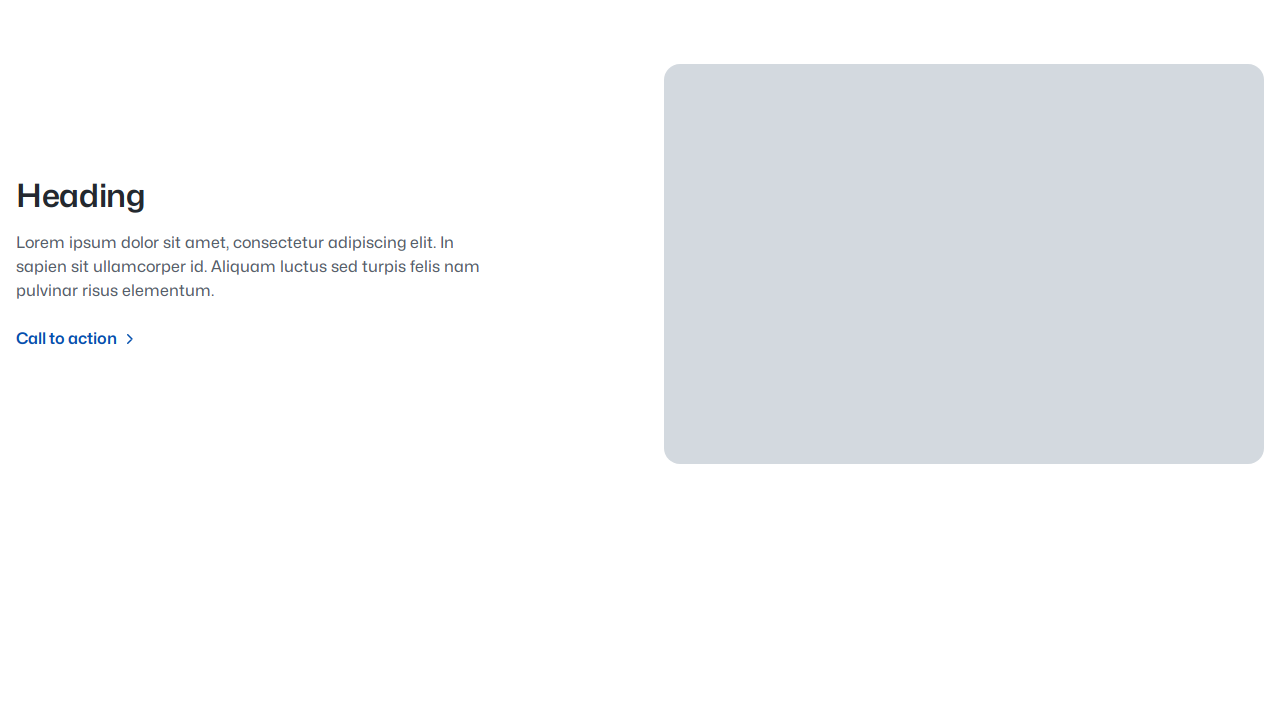 Heading
Lorem ipsum dolor sit amet, consectetur adipiscing elit. In
sapien sit ullamcorper id. Aliquam luctus sed turpis felis nam
pulvinar risus elementum.
Call to action